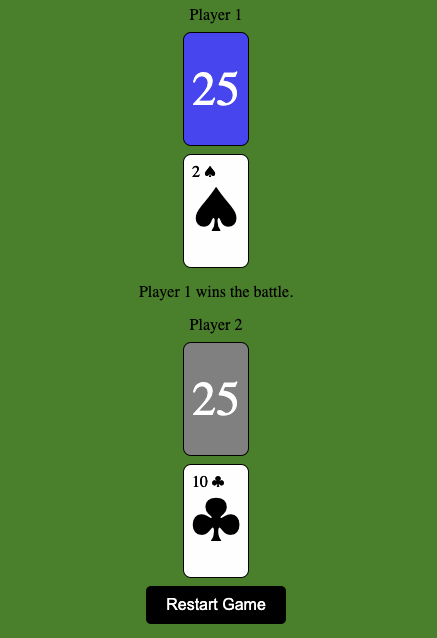 Player 1
25
2 ♠
Player 1 wins the battle.
Player 2
25
10 ♣
Restart Game